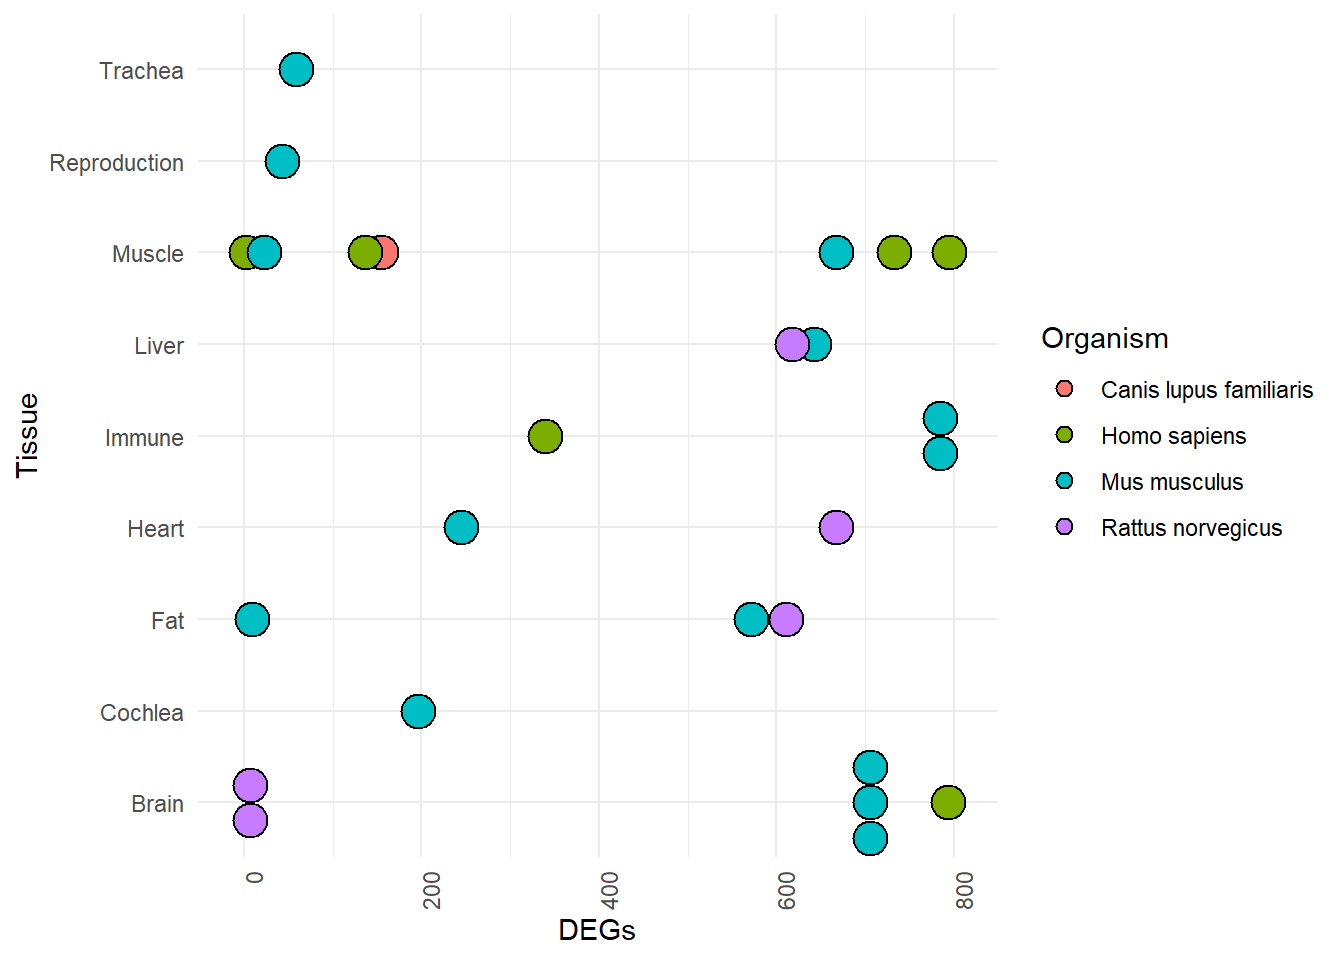 Trachea
Reproduction
Muscle
Liver
Immune
Heart
Fat
Cochlea
Brain
Tissue
0
200
400
600
800
DEGs
Organism
Canis lupus familiaris
Homo sapiens
Mus musculus
Rattus norvegicus